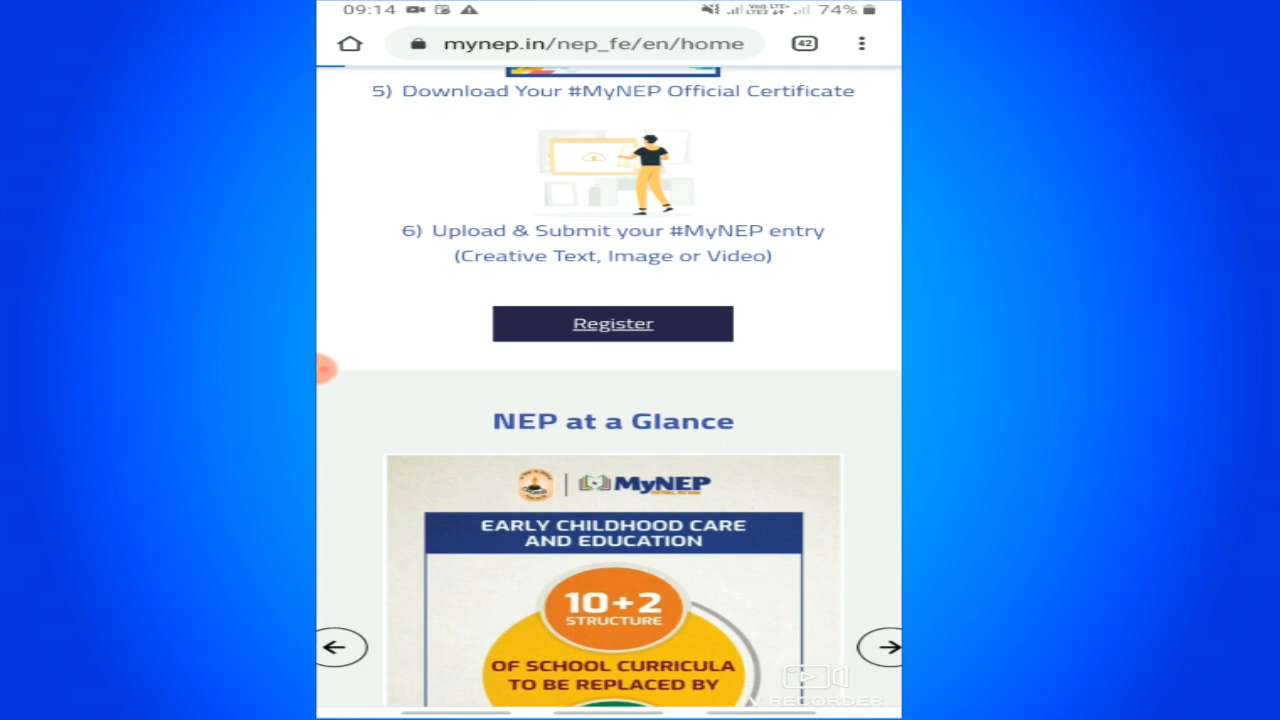 09:14
74%
mynep.in/nep_fe/en/home
42
5) Download Your #MyNEP Official Certificate
6) Upload & Submit your #MyNEP entry
(Creative Text, Image or Video)
Register
NEP at a Glance
MyNEP
EARLY CHILDHOOD CARE
AND EDUCATION
10+2
STRUCTURE
OF SCHOOL CURRICULA
TO BE REPLACED BY
V RECORDER